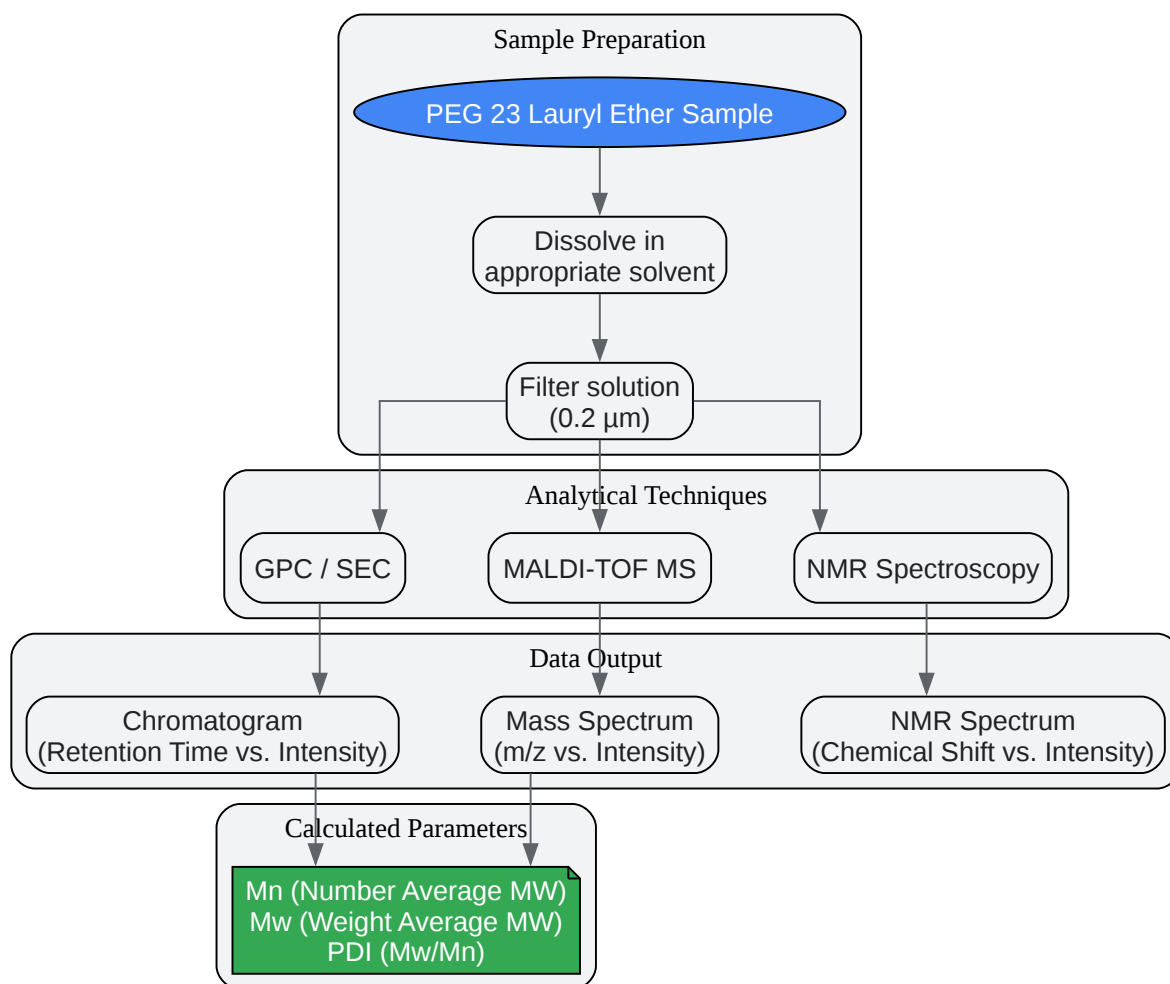 Sample Preparation
PEG 23 Lauryl Ether Sample
Dissolve in
appropriate solvent
Filter solution
(0.2 µm)
Analytical Techniques
GPC / SEC
MALDI-TOF MS
NMR Spectroscopy
Data Output
Chromatogram
(Retention Time vs. Intensity)
Mass Spectrum
(m/z vs. Intensity)
NMR Spectrum
(Chemical Shift vs. Intensity)
Calculated Parameters
Mn (Number Average MW)
Mw (Weight Average MW)
PDI (Mw/Mn)